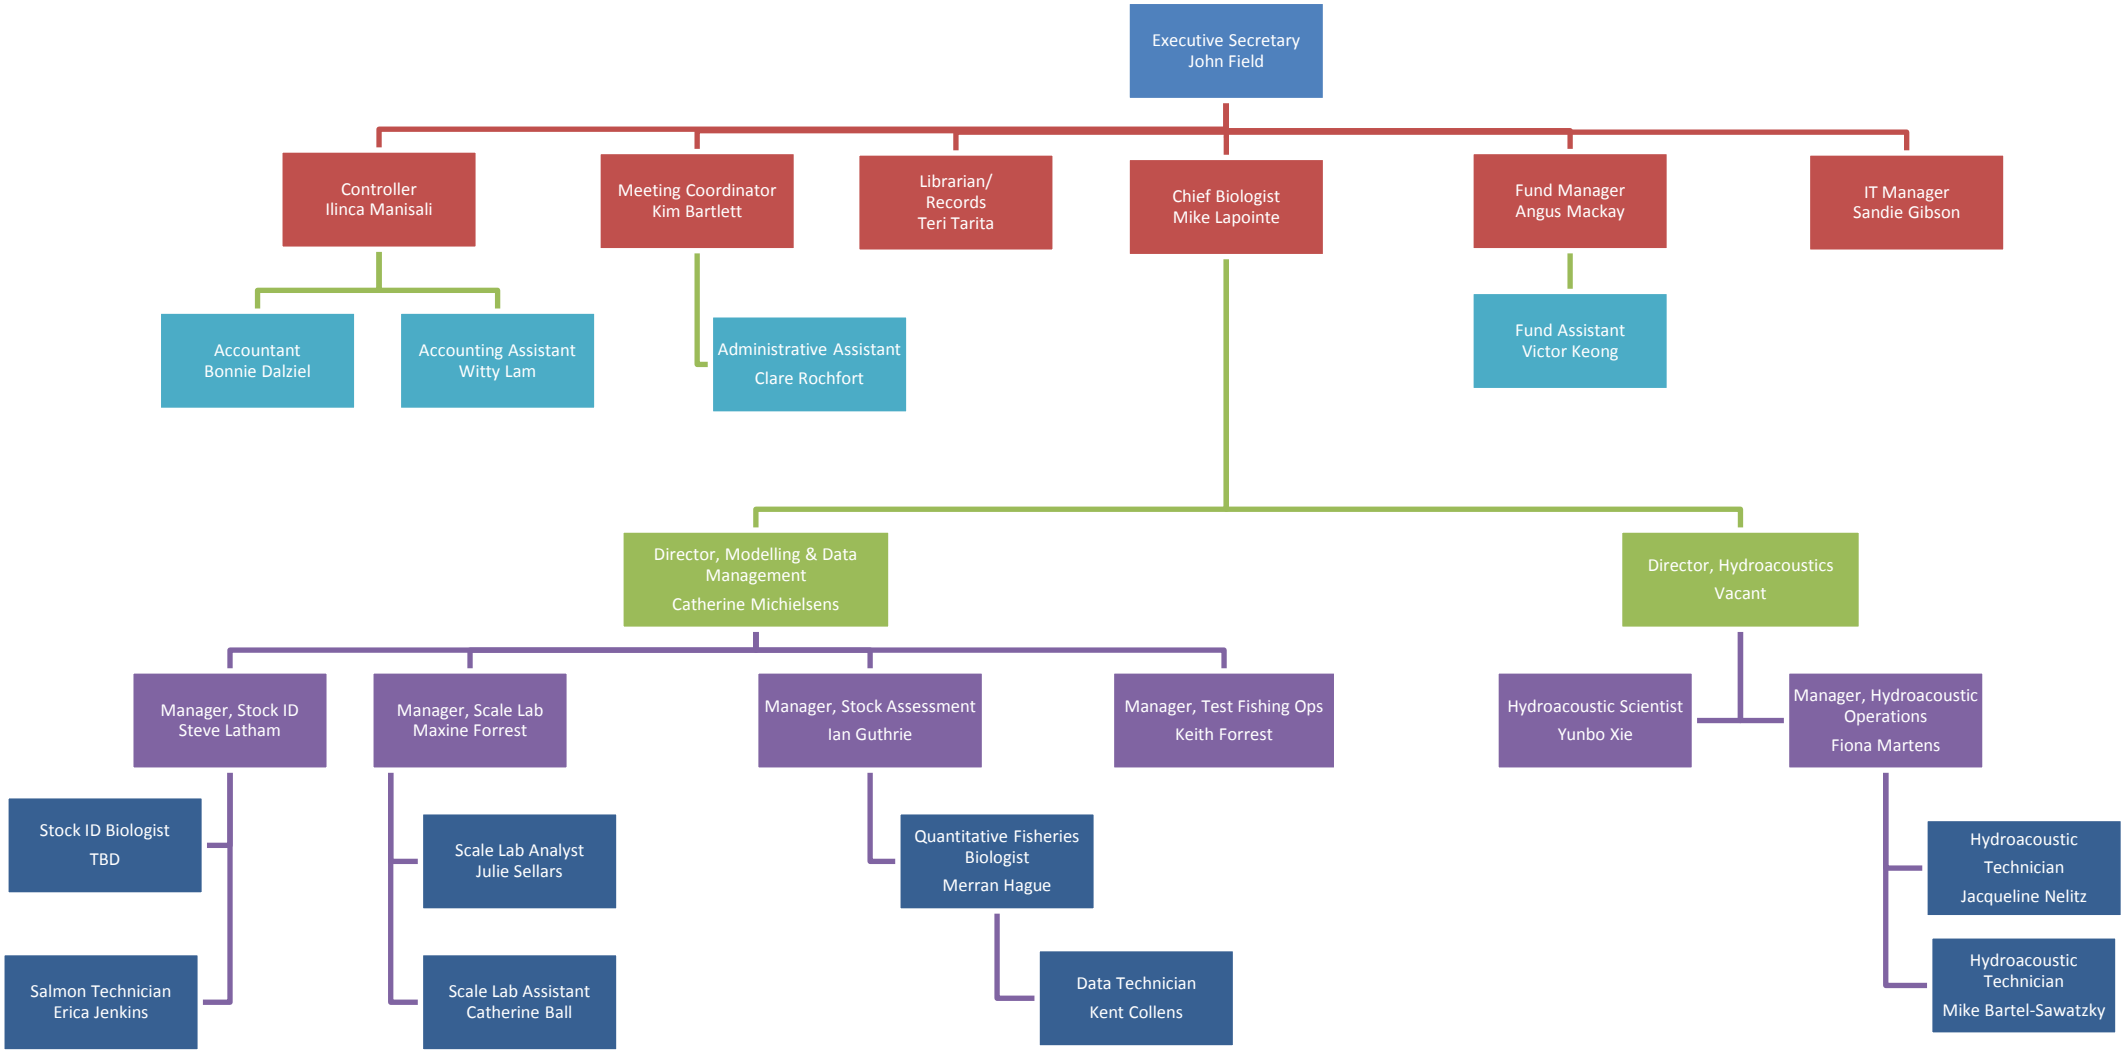 Executive Secretary
John Field
Controller
Ilinca Manisali
Meeting Coordinator
Kim Bartlett
Librarian/
Records
Teri Tarita
Chief Biologist
Mike Lapointe
Fund Manager
Angus Mackay
IT Manager
Sandie Gibson
Accountant
Bonnie Dalziel
Accounting Assistant
Witty Lam
Administrative Assistant
Clare Rochfort
Fund Assistant
Victor Keong
Director, Modelling & Data
Management
Catherine Michielsens
Director, Hydroacoustics
Vacant
Manager, Stock ID
Steve Latham
Manager, Scale Lab
Maxine Forrest
Manager, Stock Assessment
Ian Guthrie
Manager, Test Fishing Ops
Keith Forrest
Hydroacoustic Scientist
Yunbo Xie
Manager, Hydroacoustic
Operations
Fiona Martens
Stock ID Biologist
TBD
Scale Lab Analyst
Julie Sellars
Quantitative Fisheries
Biologist
Merran Hague
Hydroacoustic
Technician
Jacqueline Nelitz
Salmon Technician
Erica Jenkins
Scale Lab Assistant
Catherine Ball
Data Technician
Kent Collens
Hydroacoustic
Technician
Mike Bartel-Sawatzky